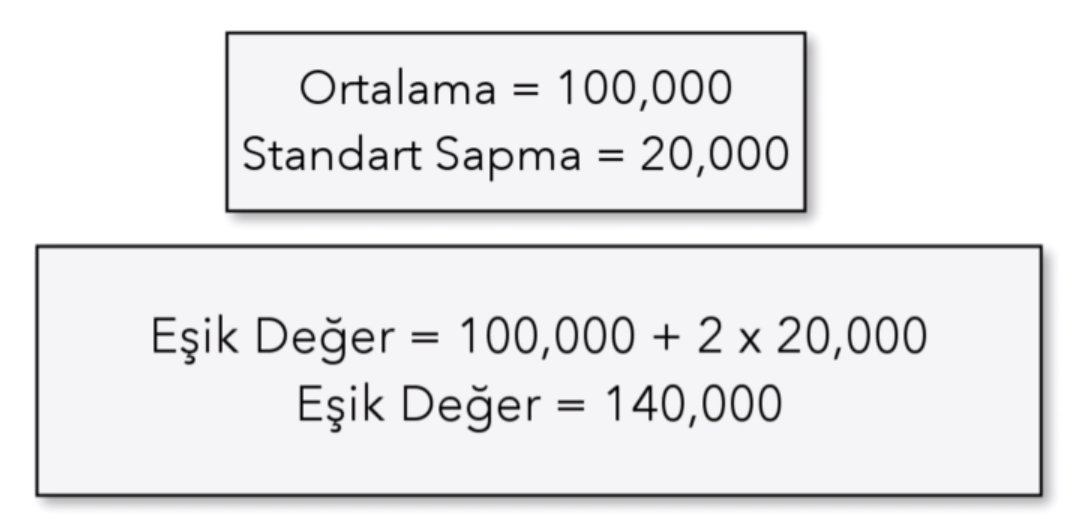 Ortalama = 100,000
Standart Sapma = 20,000
Eşik Değer = 100,000 + 2 x 20,000
Eşik Değer = 140,000